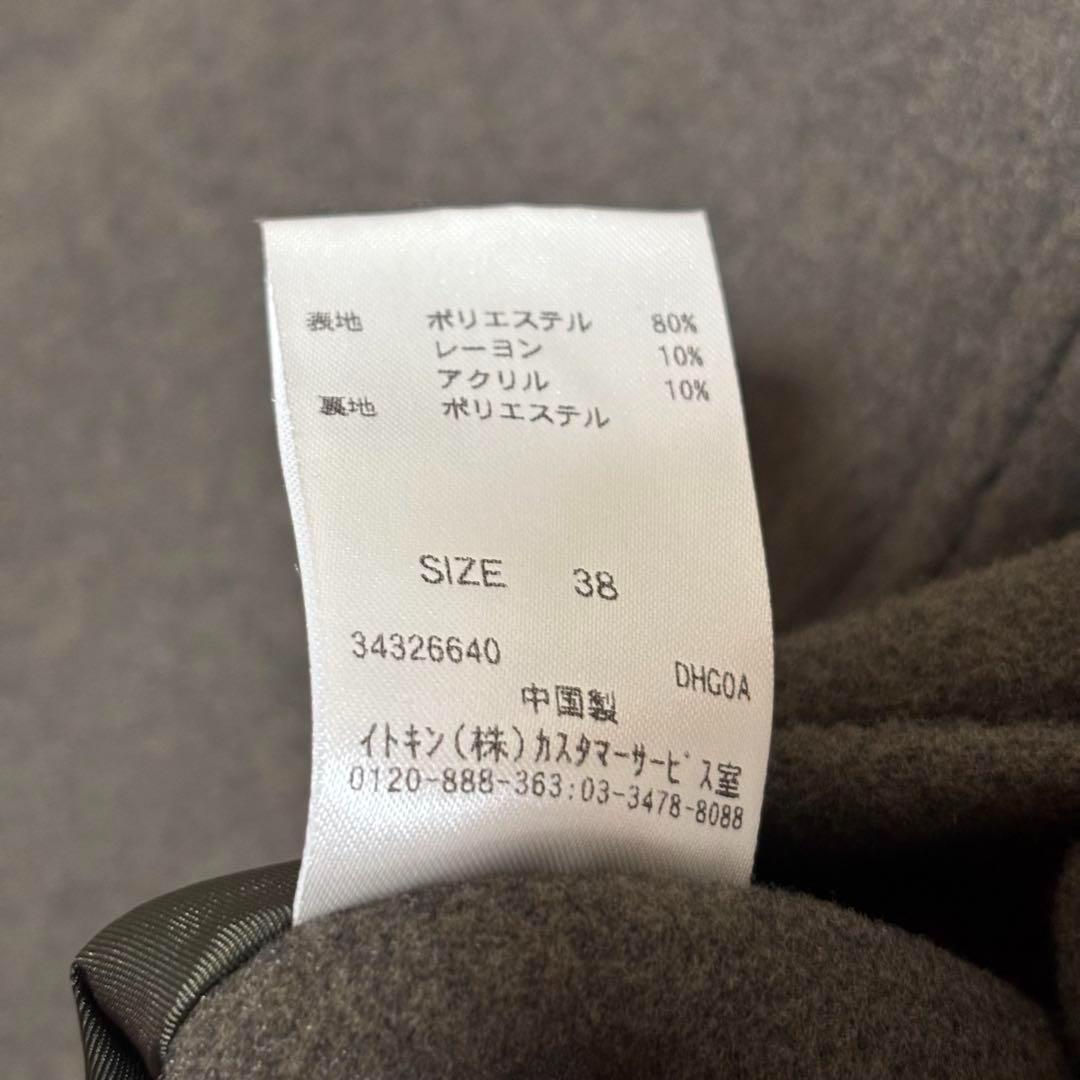 表地 ポリエステル 80%
レーヨン 10%
アクリル 10%
裏地 ポリエステル
SIZE 38
34326640
DHG0A
中国製
イトキン(株)カスタマーサービス室
0120-888-363:03-3478-8088